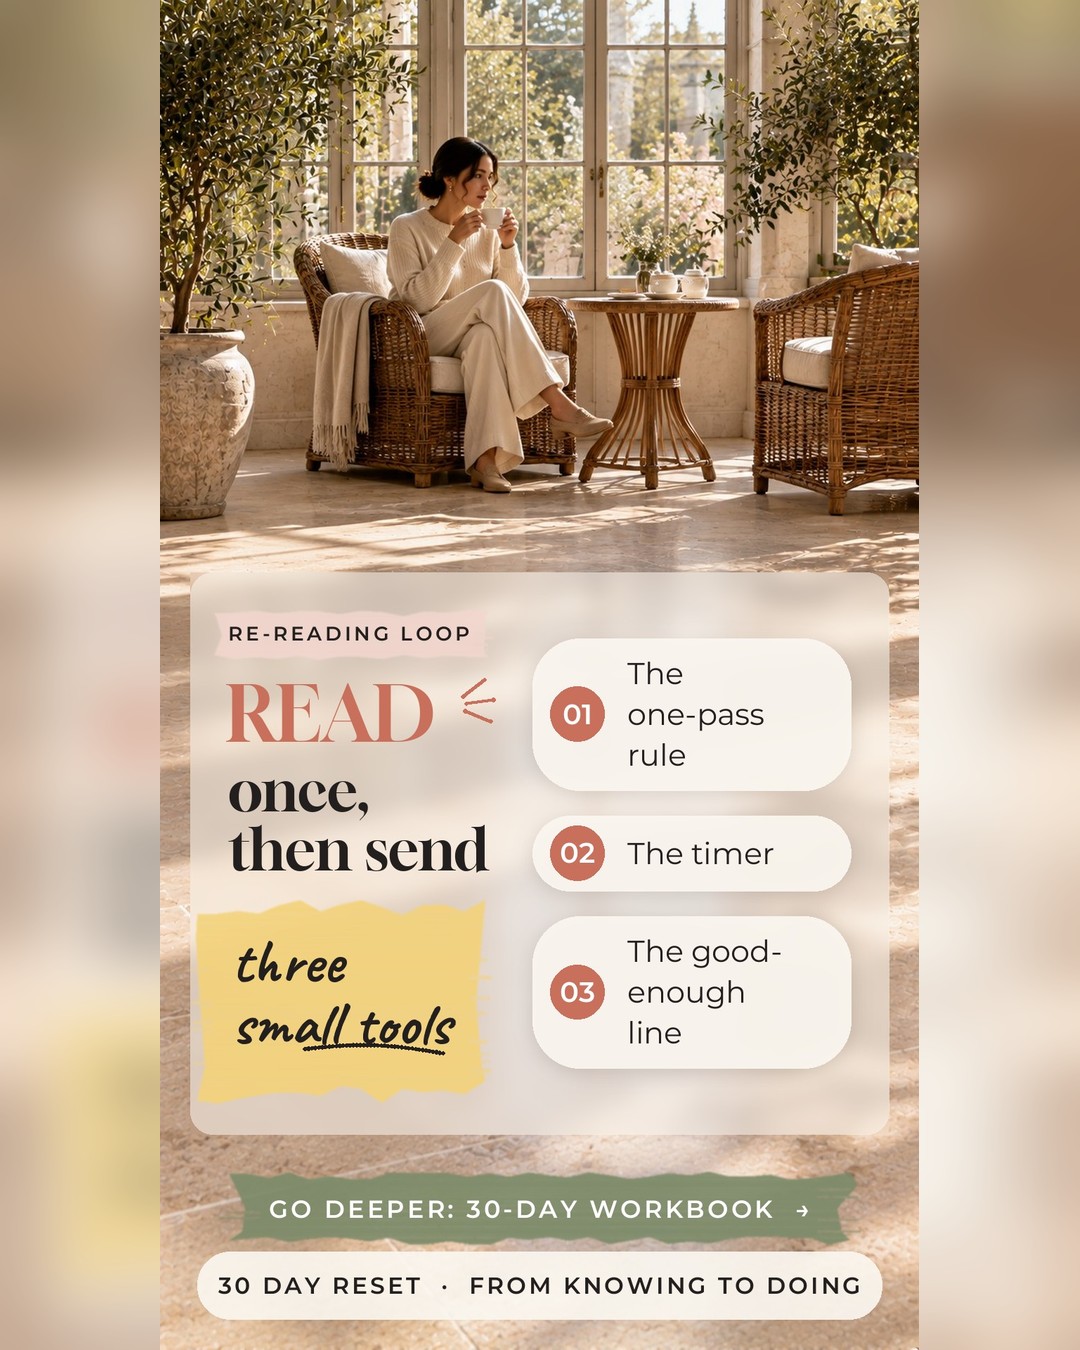 RE-READING LOOP
READ
once,
then send
three
small tools
01
The
one-pass
rule
02
The timer
03
The good-
enough
line
GO DEEPER: 30-DAY WORKBOOK →
30 DAY RESET · FROM KNOWING TO DOING